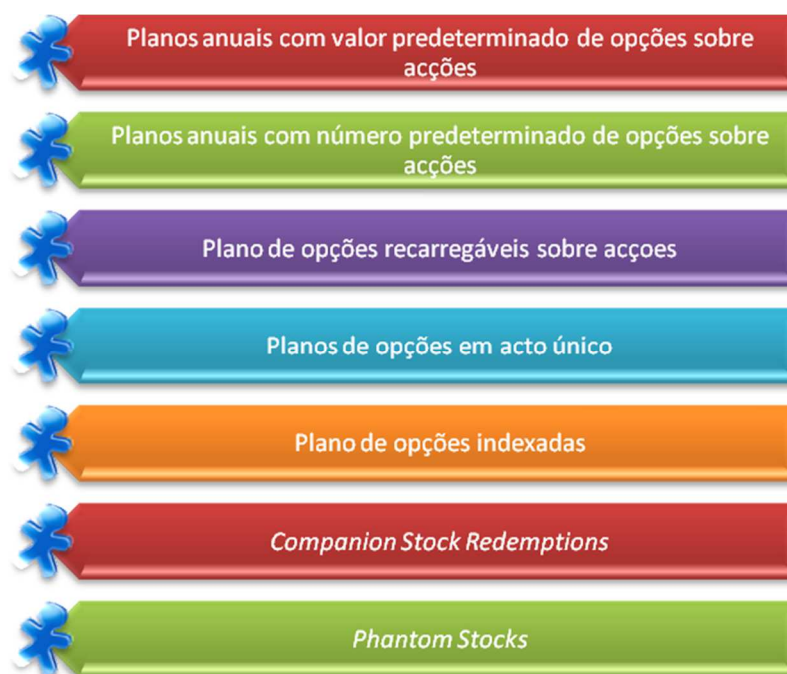 Planos anuais com valor predeterminado de opções sobre
acções
Planos anuais com número predeterminado de opções sobre
acções
Plano de opções recarregáveis sobre acçoes
Planos de opções em acto único
Plano de opções indexadas
Companion Stock Redemptions
Phantom Stocks